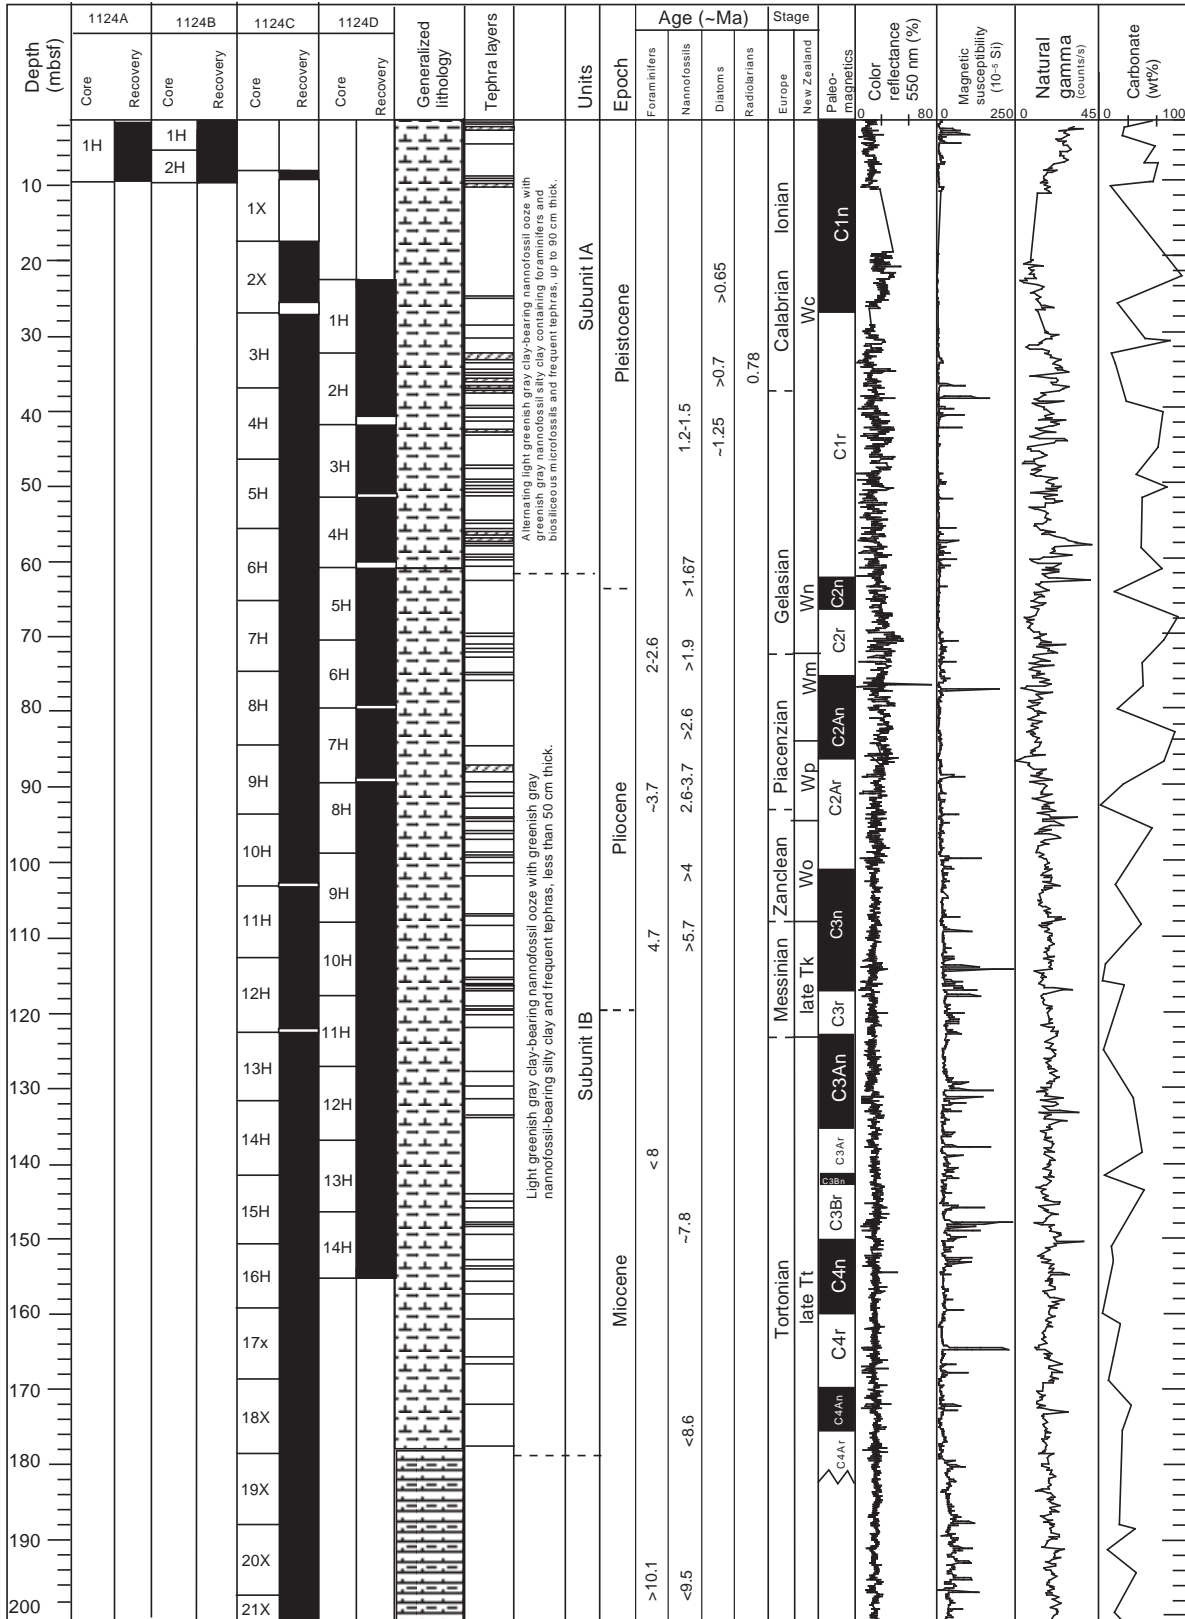 1124A
1124B
1124C
1124D
Age (~Ma)
Stage
Depth
(mbsf)
Core
Recovery
Core
Recovery
Core
Recovery
Core
Recovery
Generalized
lithology
Tephra layers
Units
Epoch
Foraminifers
Nannofossils
Diatoms
Radiolarians
Europe
New Zealand
Paleo-
magnetics
Color
reflectance
550 nm (%)
Magnetic
susceptibility
(10⁻⁵ Si)
Natural
gamma
(counts/s)
Carbonate
(wt%)
0 80
0 250
0 45
0 100
10
20
30
40
50
60
70
80
90
100
110
120
130
140
150
160
170
180
190
200
1H
1H
2H
1X
2X
3H
4H
5H
6H
7H
8H
9H
10H
11H
12H
13H
14H
15H
16H
17x
18X
19X
20X
21X
1H
2H
3H
4H
5H
6H
7H
8H
9H
10H
11H
12H
13H
14H
Alternating light greenish gray clay-bearing nannofossil ooze with
greenish gray nannofossil silty clay containing foraminifers and
biosiliceous microfossils and frequent tephras, up to 90 cm thick.
Light greenish gray clay-bearing nannofossil ooze with greenish gray
nannofossil-bearing silty clay and frequent tephras, less than 50 cm thick.
Subunit IA
Subunit IB
Pleistocene
Pliocene
Miocene
2-2.6
~3.7
4.7
< 8
>10.1
1.2-1.5
>1.67
>1.9
>2.6
2.6-3.7
>4
>5.7
~7.8
<8.6
<9.5
>0.65
>0.7
~1.25
0.78
Ionian
Calabrian
Gelasian
Piacenzian
Zanclean
Messinian
Tortonian
Wc
Wn
Wm
Wp
Wo
late Tk
late Tt
C1n
C1r
C2n
C2r
C2An
C2Ar
C3n
C3r
C3An
C3Ar
C3Bn
C3Br
C4n
C4r
C4An
C4Ar